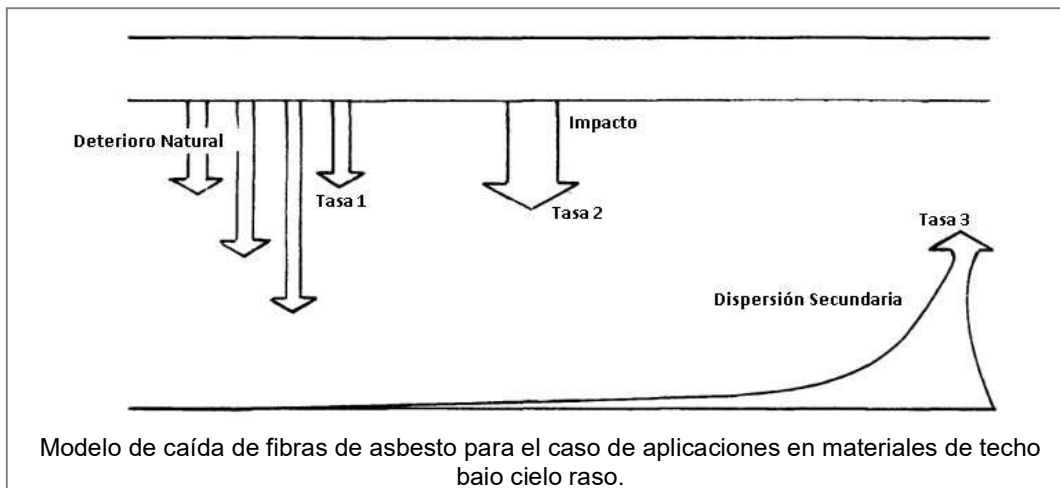 Impacto
Deterioro Natural
Tasa 1
Tasa 2
Tasa 3
Dispersión Secundaria
Modelo de caída de fibras de asbesto para el caso de aplicaciones en materiales de techo
bajo cielo raso.